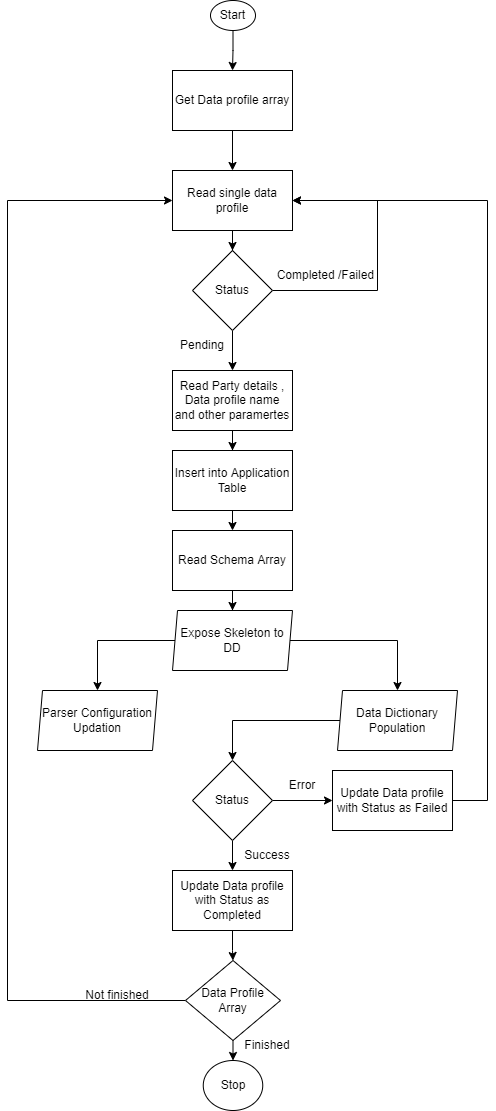 Start
Get Data profile array
Read single data
profile
Status
Completed /Failed
Pending
Read Party details ,
Data profile name
and other paramertes
Insert into Application
Table
Read Schema Array
Expose Skeleton to
DD
Parser Configuration
Updation
Data Dictionary
Population
Status
Error
Update Data profile
with Status as Failed
Success
Update Data profile
with Status as
Completed
Data Profile
Array
Not finished
Finished
Stop